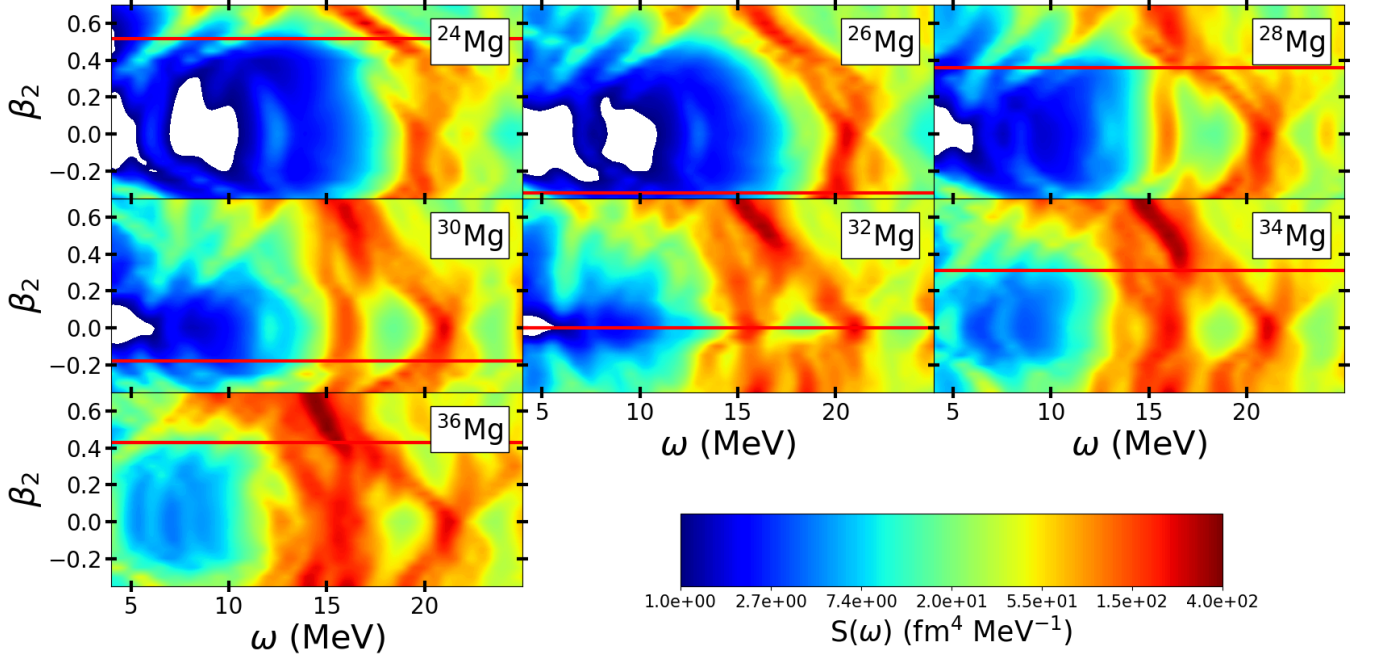 0.6
0.4
0.2
0.0
−0.2
β₂
²⁴Mg
²⁶Mg
²⁸Mg
0.6
0.4
0.2
0.0
−0.2
β₂
³⁰Mg
³²Mg
³⁴Mg
5 10 15 20
ω (MeV)
5 10 15 20
ω (MeV)
0.6
0.4
0.2
0.0
−0.2
β₂
³⁶Mg
5 10 15 20
ω (MeV)
1.0e+00 2.7e+00 7.4e+00 2.0e+01 5.5e+01 1.5e+02 4.0e+02
S(ω) (fm⁴ MeV⁻¹)